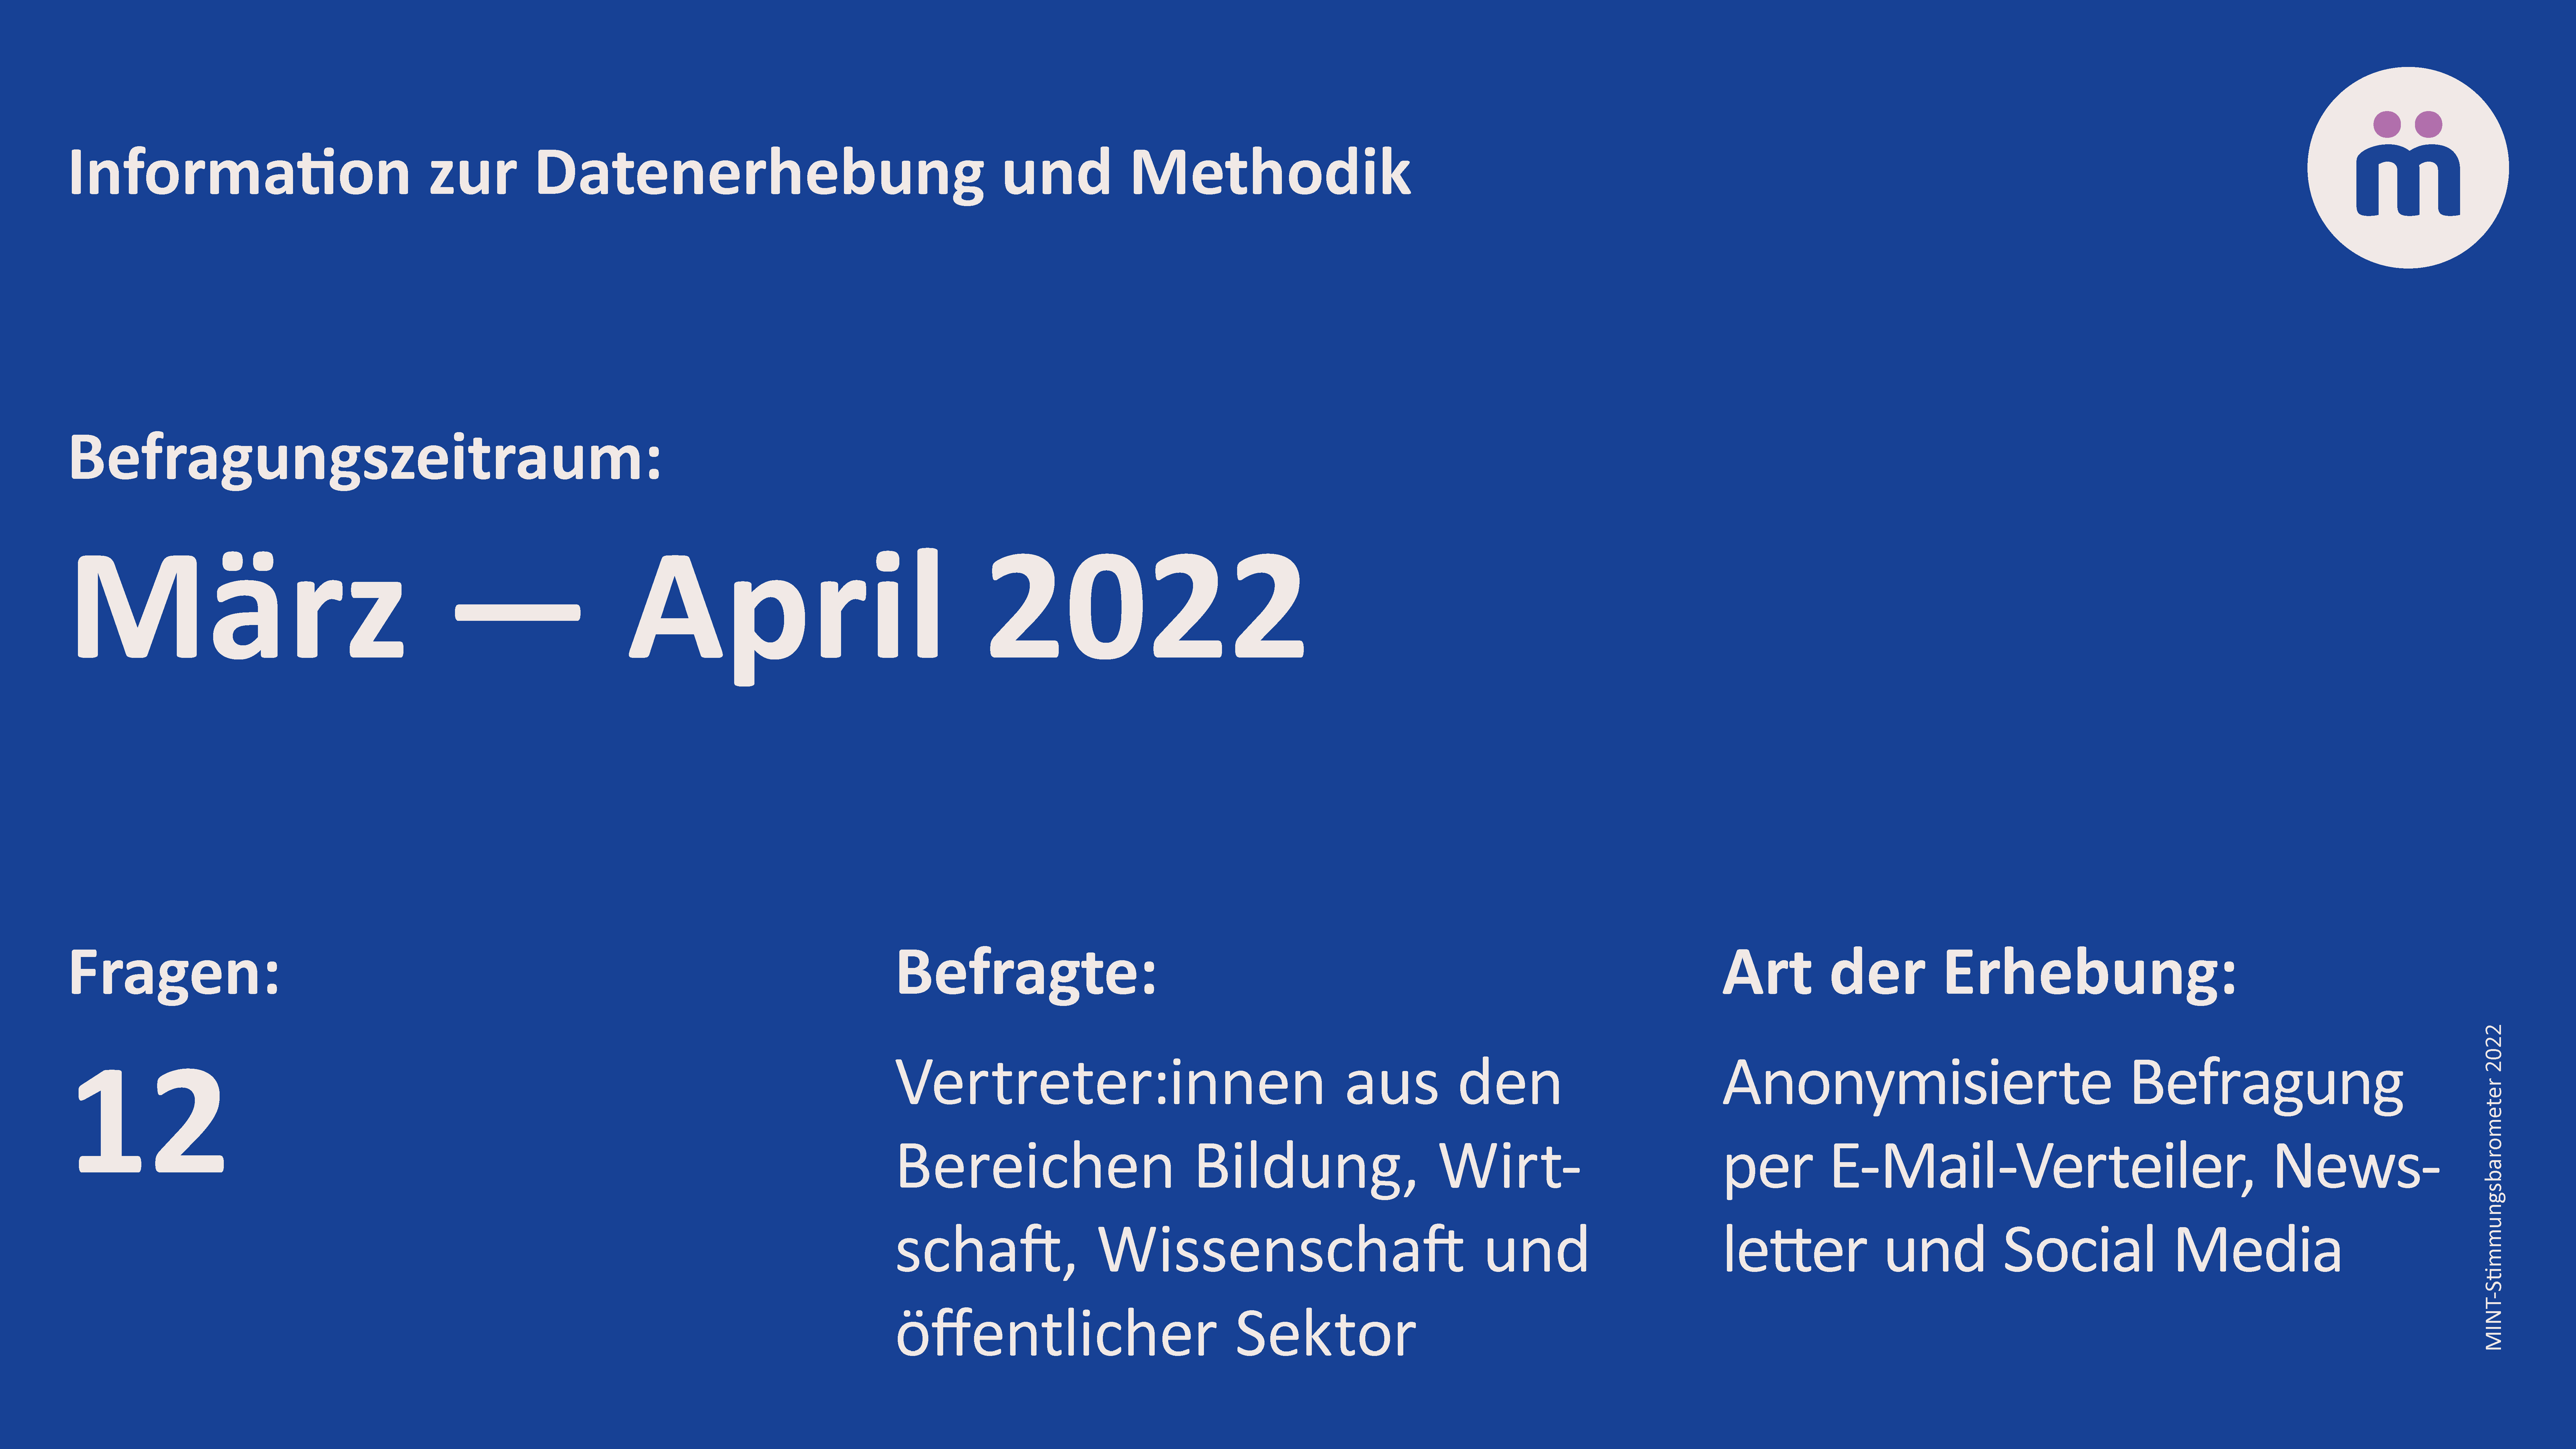 Information zur Datenerhebung und Methodik
m̈
Befragungszeitraum:
März — April 2022
Fragen:
12
Befragte:
Vertreter:innen aus den
Bereichen Bildung, Wirt-
schaft, Wissenschaft und
öffentlicher Sektor
Art der Erhebung:
Anonymisierte Befragung
per E-Mail-Verteiler, News-
letter und Social Media
MINT-Stimmungsbarometer 2022